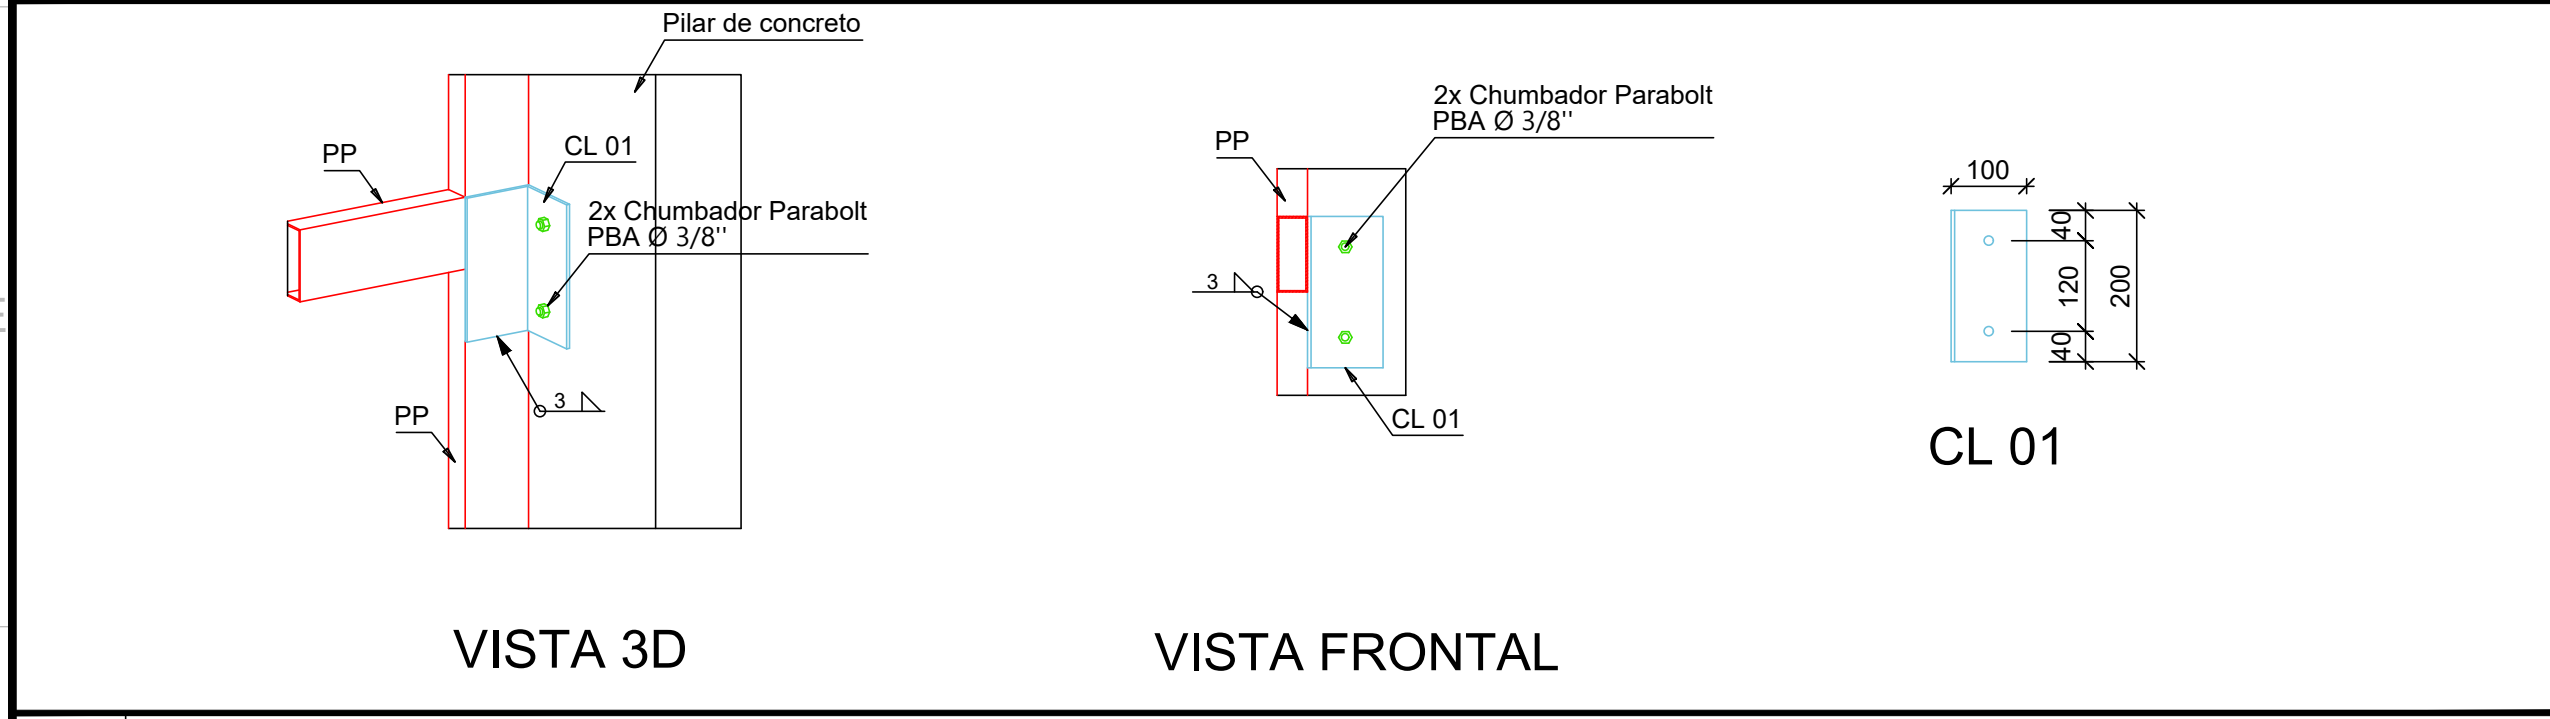 Pilar de concreto
PP
CL 01
2x Chumbador Parabolt
PBA Ø 3/8''
3
PP
VISTA 3D
2x Chumbador Parabolt
PBA Ø 3/8''
PP
3
CL 01
VISTA FRONTAL
100
40
120
200
40
CL 01